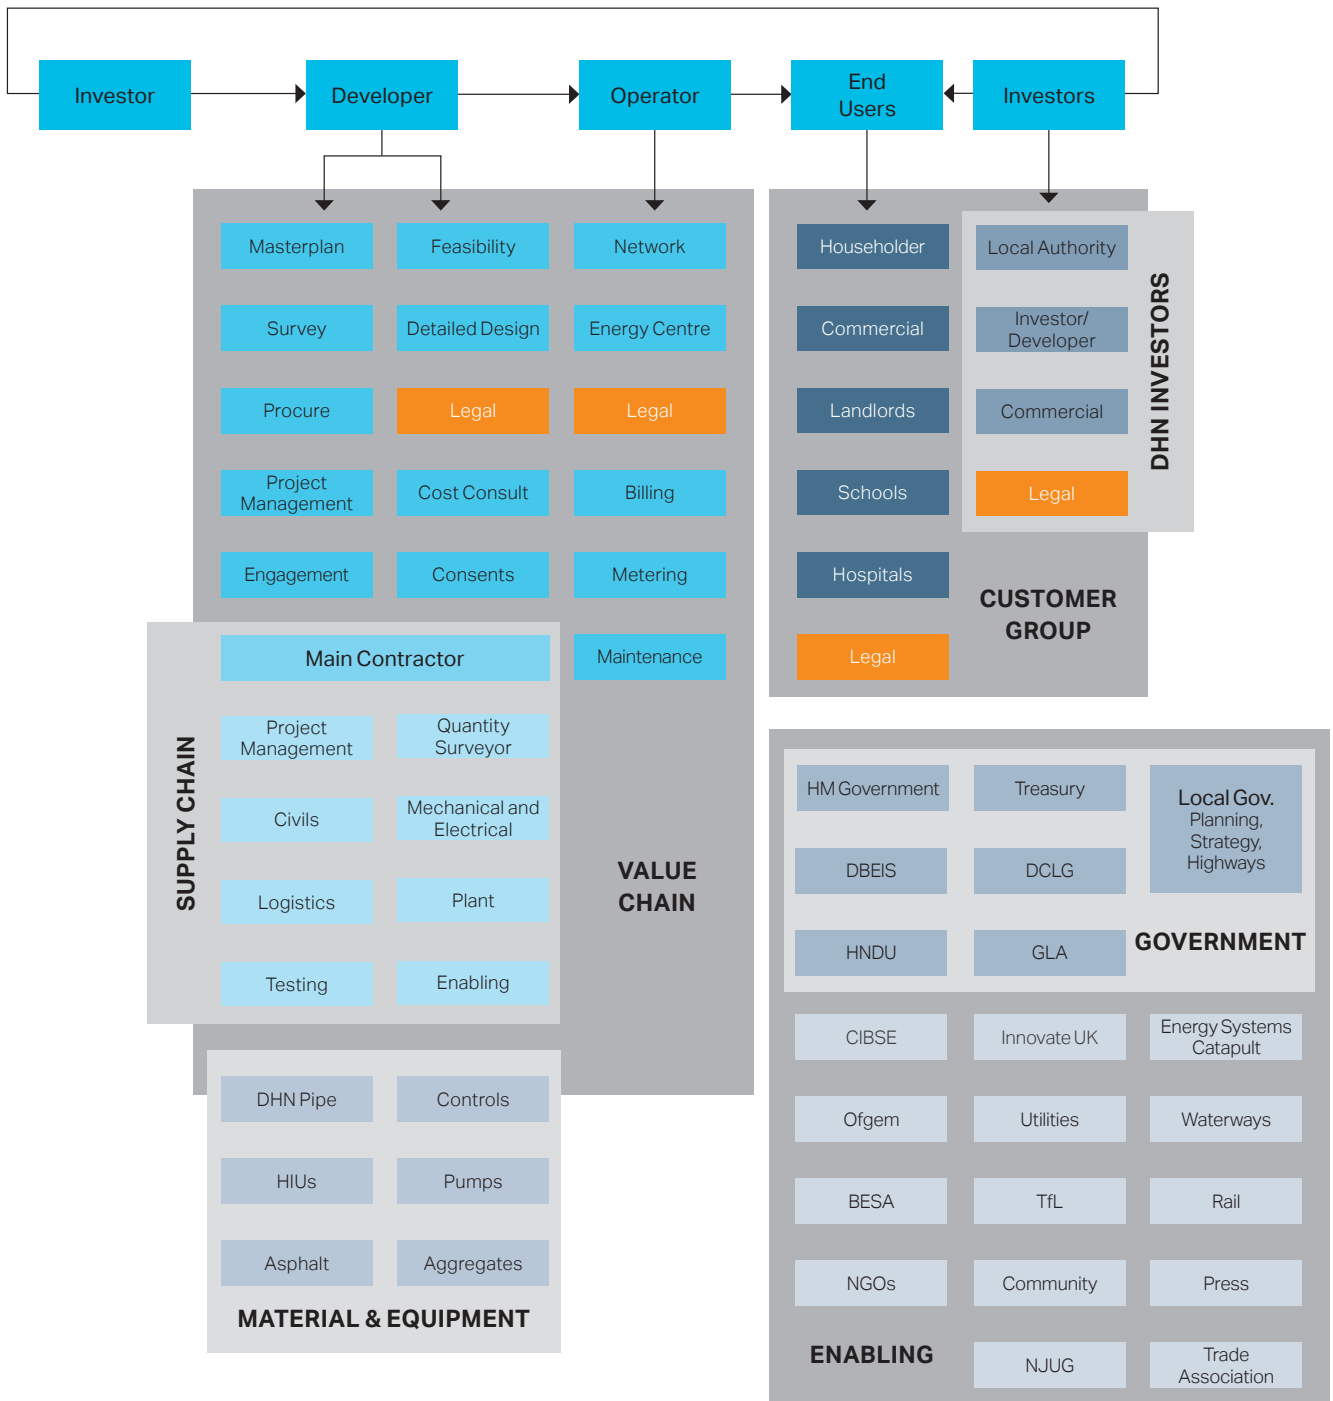 Investor
Developer
Operator
End
Users
Investors
Masterplan
Feasibility
Network
Survey
Detailed Design
Energy Centre
Procure
Legal
Legal
Project
Management
Cost Consult
Billing
Engagement
Consents
Metering
Maintenance
VALUE
CHAIN
Main Contractor
Project
Management
Quantity
Surveyor
Civils
Mechanical and
Electrical
Logistics
Plant
Testing
Enabling
SUPPLY CHAIN
DHN Pipe
Controls
HIUs
Pumps
Asphalt
Aggregates
MATERIAL & EQUIPMENT
Householder
Commercial
Landlords
Schools
Hospitals
Legal
CUSTOMER
GROUP
Local Authority
Investor/
Developer
Commercial
Legal
DHN INVESTORS
HM Government
Treasury
Local Gov.
Planning,
Strategy,
Highways
DBEIS
DCLG
HNDU
GLA
GOVERNMENT
CIBSE
Innovate UK
Energy Systems
Catapult
Ofgem
Utilities
Waterways
BESA
TfL
Rail
NGOs
Community
Press
ENABLING
NJUG
Trade
Association